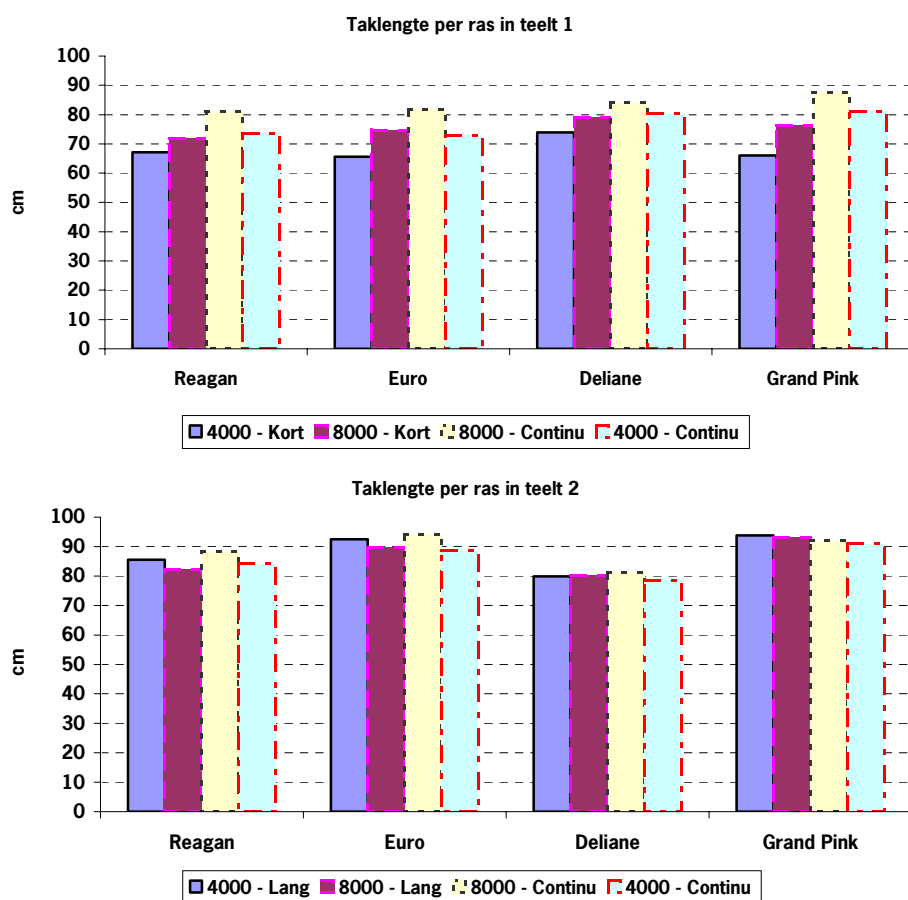 Taklengte per ras in teelt 1
100
90
80
70
60
50
40
30
20
10
0
cm
Reagan Euro Deliane Grand Pink
4000 - Kort 8000 - Kort 8000 - Continu 4000 - Continu
Taklengte per ras in teelt 2
100
90
80
70
60
50
40
30
20
10
0
cm
Reagan Euro Deliane Grand Pink
4000 - Lang 8000 - Lang 8000 - Continu 4000 - Continu